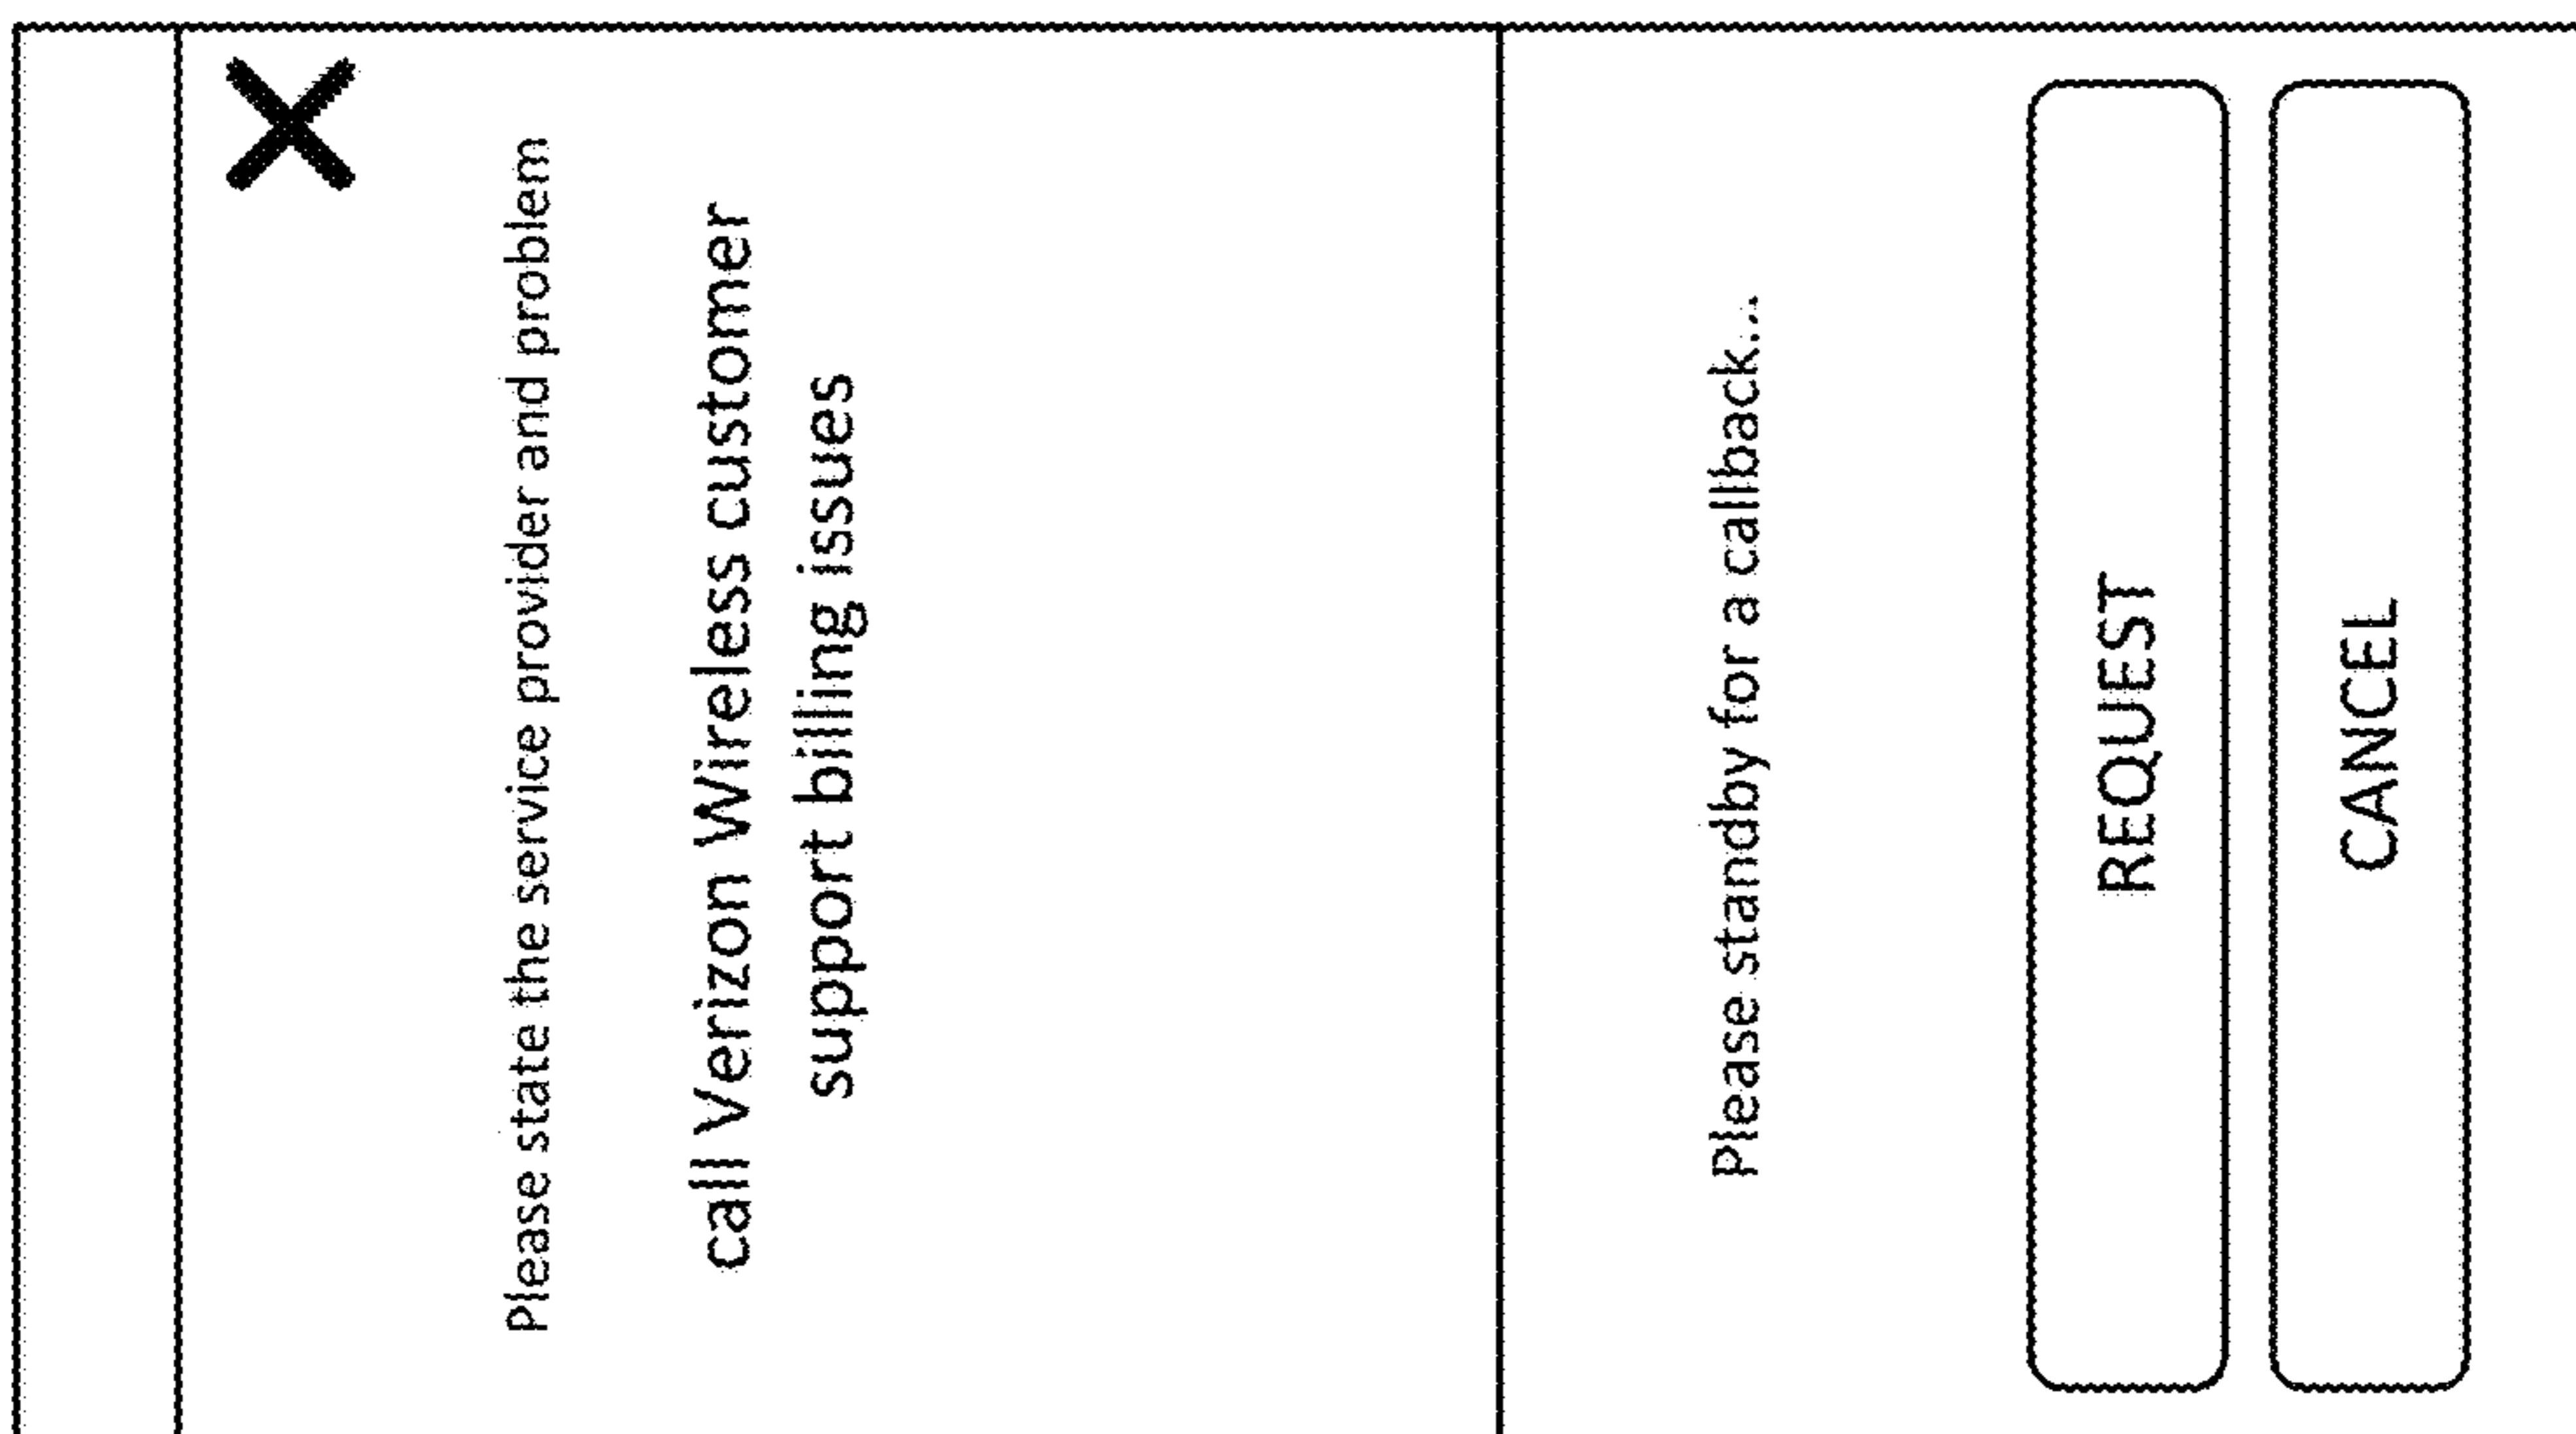 Please state the service provider and problem
call Verizon Wireless customer
support billing issues
Please standby for a callback...
REQUEST
CANCEL